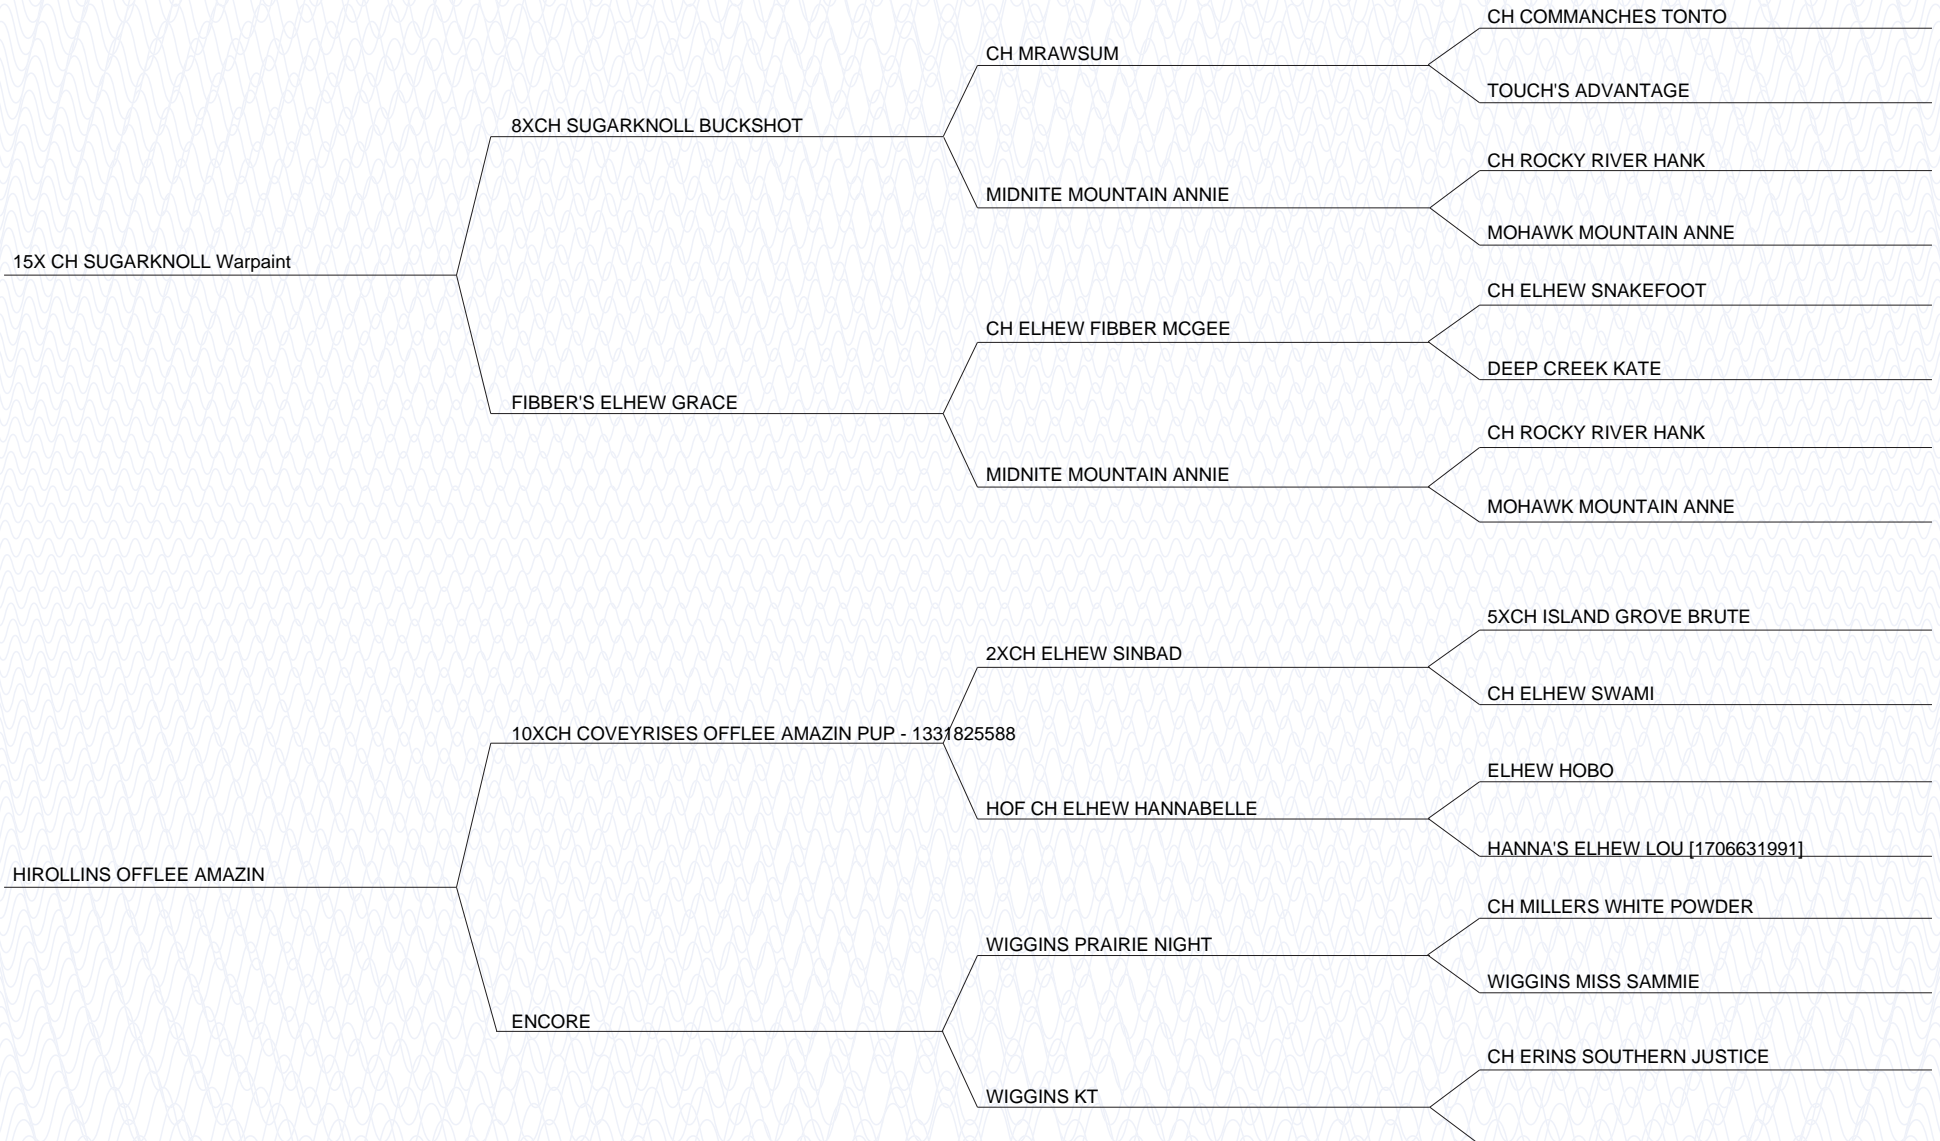 CH COMMANCHES TONTO
CH MRAWSUM
TOUCH'S ADVANTAGE
8XCH SUGARKNOLL BUCKSHOT
CH ROCKY RIVER HANK
MIDNITE MOUNTAIN ANNIE
MOHAWK MOUNTAIN ANNE
15X CH SUGARKNOLL Warpaint
CH ELHEW SNAKEFOOT
CH ELHEW FIBBER MCGEE
DEEP CREEK KATE
FIBBER'S ELHEW GRACE
CH ROCKY RIVER HANK
MIDNITE MOUNTAIN ANNIE
MOHAWK MOUNTAIN ANNE
5XCH ISLAND GROVE BRUTE
2XCH ELHEW SINBAD
CH ELHEW SWAMI
10XCH COVEYRISES OFFLEE AMAZIN PUP - 1331825588
ELHEW HOBO
HOF CH ELHEW HANNABELLE
HANNA'S ELHEW LOU [1706631991]
HIROLLINS OFFLEE AMAZIN
CH MILLERS WHITE POWDER
WIGGINS PRAIRIE NIGHT
WIGGINS MISS SAMMIE
ENCORE
CH ERINS SOUTHERN JUSTICE
WIGGINS KT